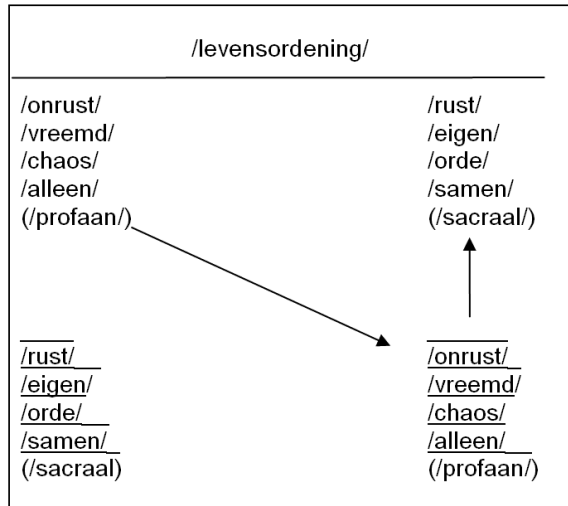 /levensordening/
/onrust/ /rust/
/vreemd/ /eigen/
/chaos/ /orde/
/alleen/ /samen/
(/profaan/) (/sacraal/)
/rust/ /onrust/
/eigen/ /vreemd/
/orde/ /chaos/
/samen/ /alleen/
(/sacraal) (/profaan/)